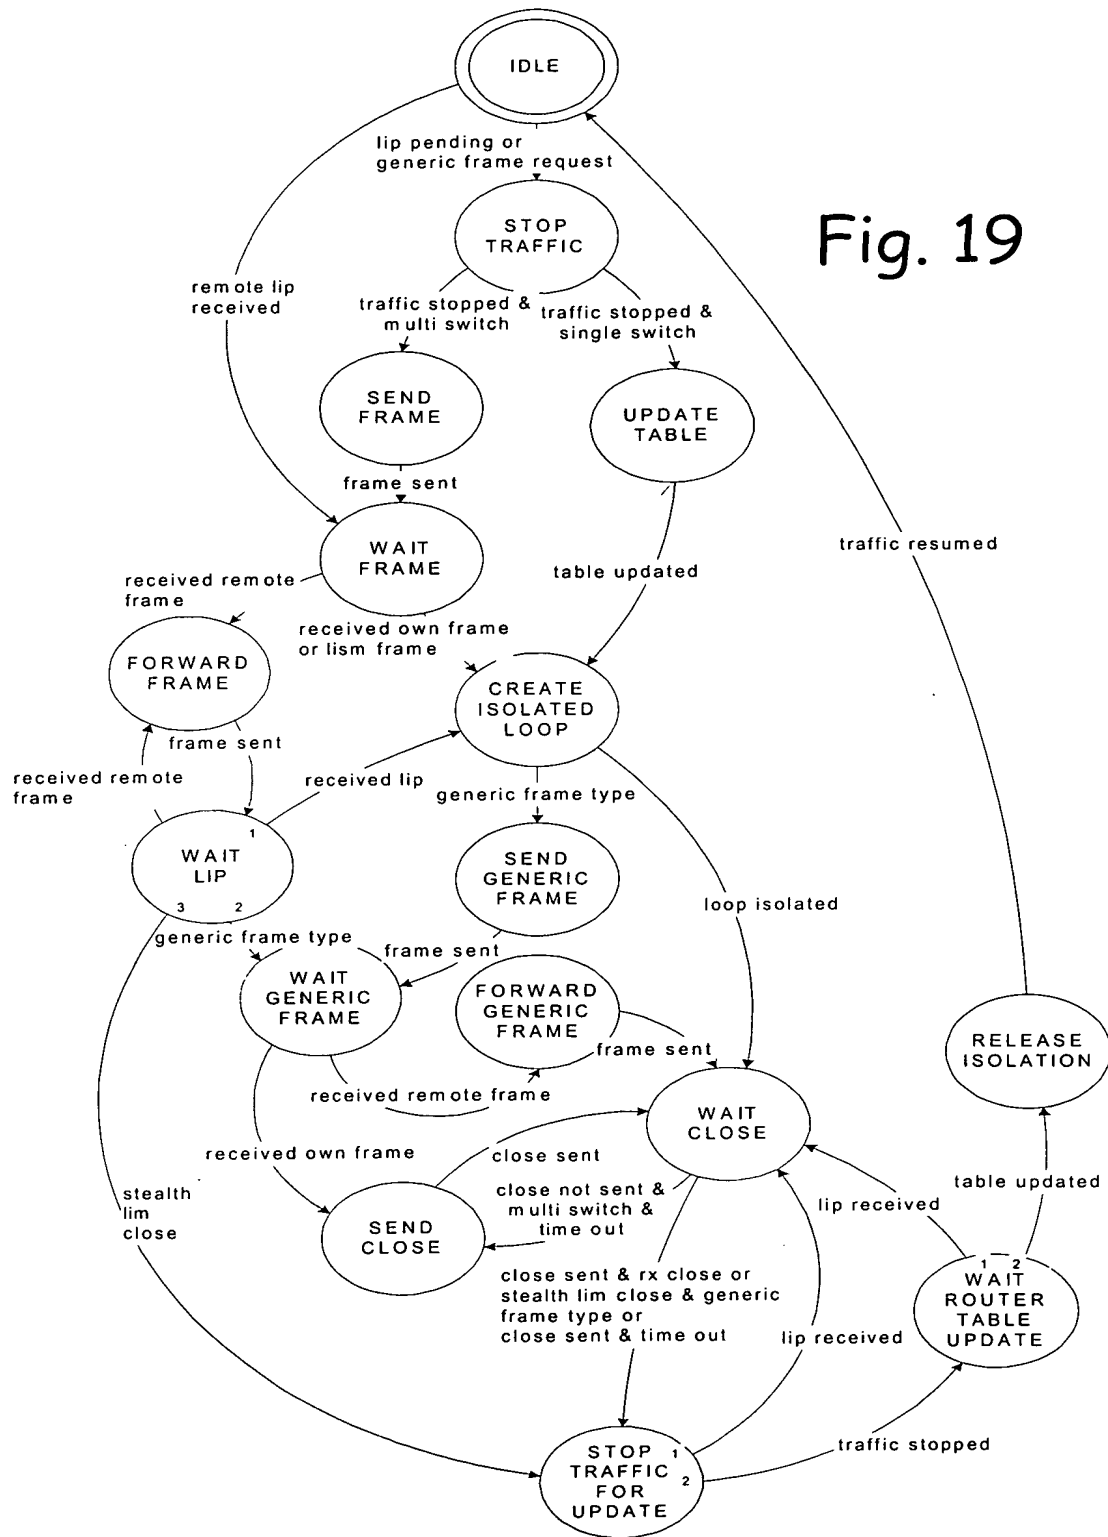 IDLE
lip pending or
generic frame request
STOP
TRAFFIC
Fig. 19
remote lip
received
traffic stopped &
multi switch
traffic stopped &
single switch
SEND
FRAME
UPDATE
TABLE
frame sent
WAIT
FRAME
traffic resumed
table updated
received remote
frame
received own frame
or lism frame
FORWARD
FRAME
CREATE
ISOLATED
LOOP
frame sent
received remote
frame
received lip
generic frame type
1
WAIT
LIP
3 2
SEND
GENERIC
FRAME
loop isolated
generic frame type
frame sent
WAIT
GENERIC
FRAME
FORWARD
GENERIC
FRAME
frame sent
RELEASE
ISOLATION
received remote frame
WAIT
CLOSE
received own frame
close sent
stealth
lim
close
close not sent &
multi switch &
time out
lip received
table updated
SEND
CLOSE
close sent & rx close or
stealth lim close & generic
frame type or
close sent & time out
1 2
WAIT
ROUTER
TABLE
UPDATE
lip received
traffic stopped
STOP 1
TRAFFIC
FOR 2
UPDATE